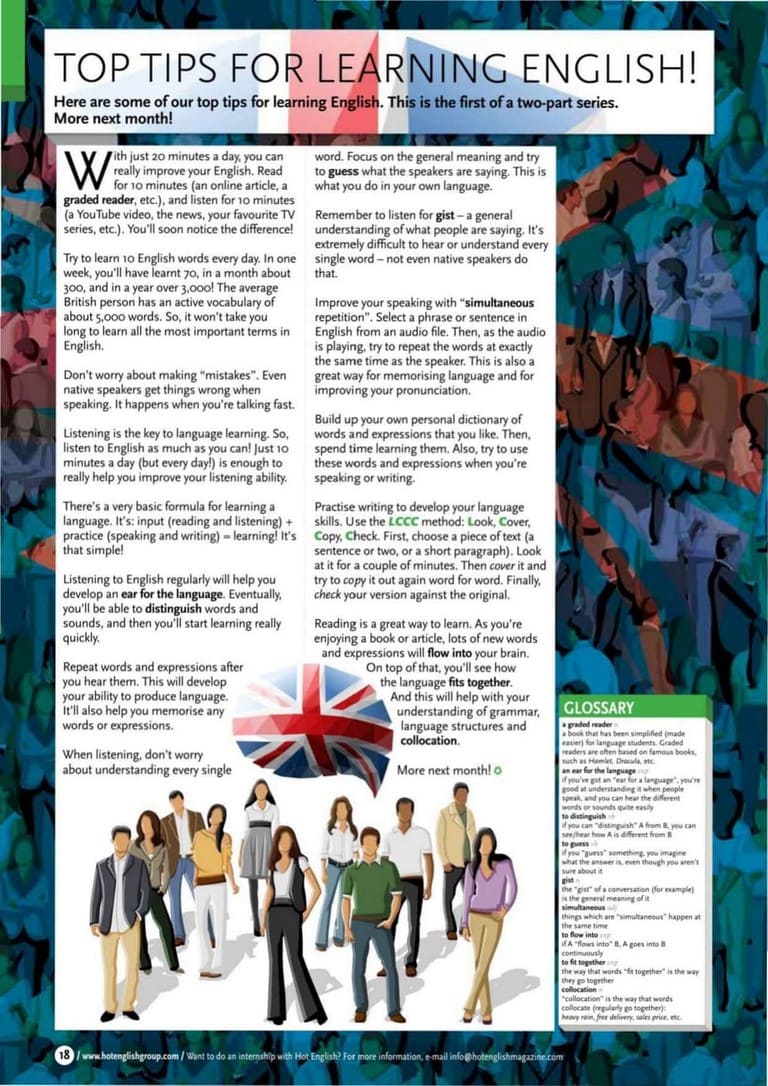 TOP TIPS FOR LEARNING ENGLISH!
Here are some of our top tips for learning English. This is the first of a two-part series.
More next month!
With just 20 minutes a day, you can
really improve your English. Read
for 10 minutes (an online article, a
graded reader, etc.), and listen for 10 minutes
(a YouTube video, the news, your favourite TV
series, etc.). You'll soon notice the difference!
Try to learn 10 English words every day. In one
week, you'll have learnt 70, in a month about
300, and in a year over 3,000! The average
British person has an active vocabulary of
about 5,000 words. So, it won't take you
long to learn all the most important terms in
English.
Don't worry about making "mistakes". Even
native speakers get things wrong when
speaking. It happens when you're talking fast.
Listening is the key to language learning. So,
listen to English as much as you can! Just 10
minutes a day (but every day!) is enough to
really help you improve your listening ability.
There's a very basic formula for learning a
language. It's: input (reading and listening) +
practice (speaking and writing) = learning! It's
that simple!
Listening to English regularly will help you
develop an ear for the language. Eventually,
you'll be able to distinguish words and
sounds, and then you'll start learning really
quickly.
Repeat words and expressions after
you hear them. This will develop
your ability to produce language.
It'll also help you memorise any
words or expressions.
When listening, don't worry
about understanding every single
word. Focus on the general meaning and try
to guess what the speakers are saying. This is
what you do in your own language.
Remember to listen for gist – a general
understanding of what people are saying. It's
extremely difficult to hear or understand every
single word – not even native speakers do
that.
Improve your speaking with "simultaneous
repetition". Select a phrase or sentence in
English from an audio file. Then, as the audio
is playing, try to repeat the words at exactly
the same time as the speaker. This is also a
great way for memorising language and for
improving your pronunciation.
Build up your own personal dictionary of
words and expressions that you like. Then,
spend time learning them. Also, try to use
these words and expressions when you're
speaking or writing.
Practise writing to develop your language
skills. Use the LCCC method: Look, Cover,
Copy, Check. First, choose a piece of text (a
sentence or two, or a short paragraph). Look
at it for a couple of minutes. Then cover it and
try to copy it out again word for word. Finally,
check your version against the original.
Reading is a great way to learn. As you're
enjoying a book or article, lots of new words
and expressions will flow into your brain.
On top of that, you'll see how
the language fits together.
And this will help with your
understanding of grammar,
language structures and
collocation.
More next month!
GLOSSARY
a graded reader n
a book that has been simplified (made
easier) for language students. Graded
readers are often based on famous books,
such as Hamlet, Dracula, etc.
an ear for the language exp
if you've got an "ear for a language", you're
good at understanding it when people
speak, and you can hear the different
words or sounds quite easily
to distinguish vb
if you can "distinguish" A from B, you can
see/hear how A is different from B
to guess vb
if you "guess" something, you imagine
what the answer is, even though you aren't
sure about it
gist n
the "gist" of a conversation (for example)
is the general meaning of it
simultaneous adj
things which are "simultaneous" happen at
the same time
to flow into exp
if A "flows into" B, A goes into B
continuously
to fit together exp
the way that words "fit together" is the way
they go together
collocation n
"collocation" is the way that words
collocate (regularly go together):
heavy rain, free delivery, sales price, etc.
18 / www.hotenglishgroup.com / Want to do an internship with Hot English? For more information, e-mail info@hotenglishmagazine.com